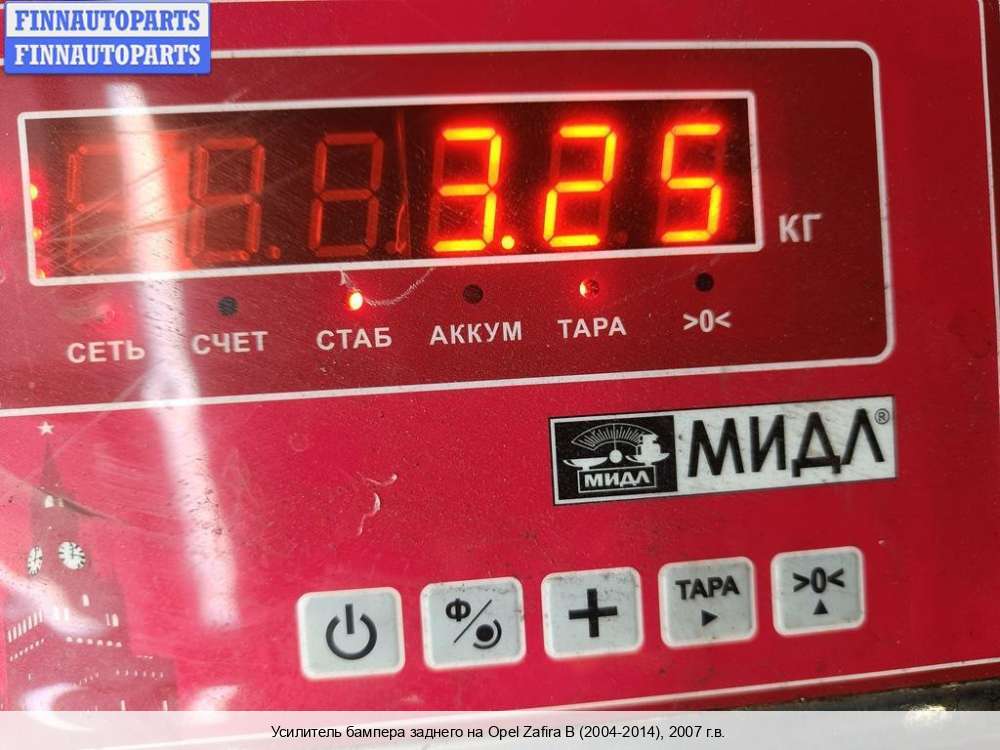 FINNAUTOPARTS
FINNAUTOPARTS
3.25
КГ
СЕТЬ СЧЕТ СТАБ АККУМ ТАРА >0<
МИДЛ МИДЛ®
Ф ТАРА >0<
Усилитель бампера заднего на Opel Zafira B (2004-2014), 2007 г.в.